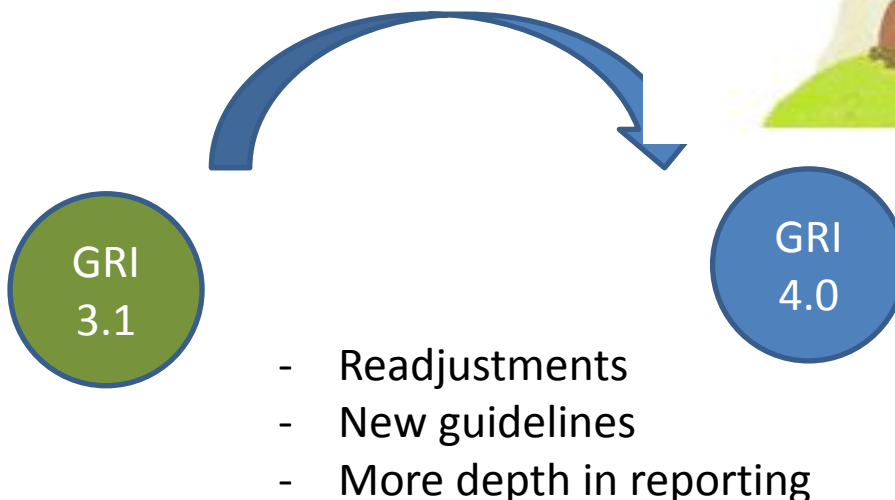 GRI
3.1
GRI
4.0
- Readjustments
- New guidelines
- More depth in reporting